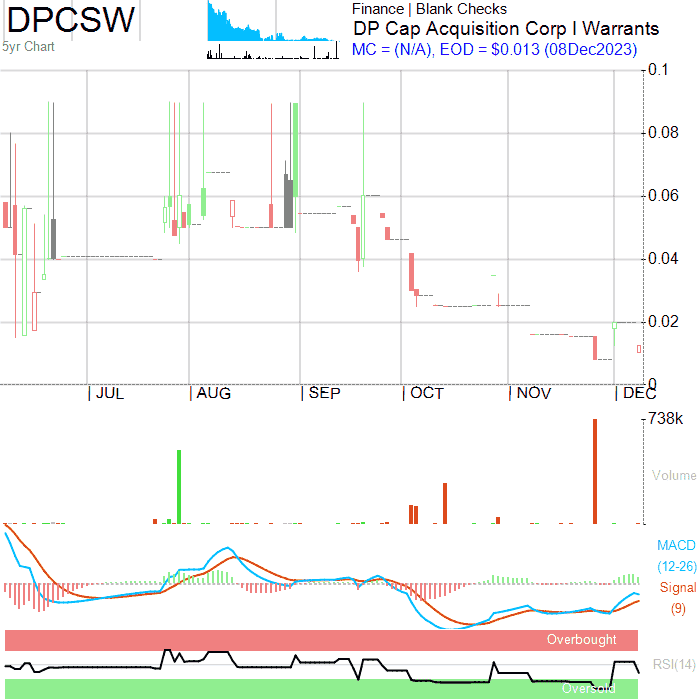 DPCSW
5yr Chart
Finance | Blank Checks
DP Cap Acquisition Corp I Warrants
MC = (N/A), EOD = $0.013 (08Dec2023)
0.1
0.08
0.06
0.04
0.02
0
JUL
AUG
SEP
OCT
NOV
DEC
738k
Volume
MACD
(12-26)
Signal
(9)
Overbought
RSI(14)
Oversold